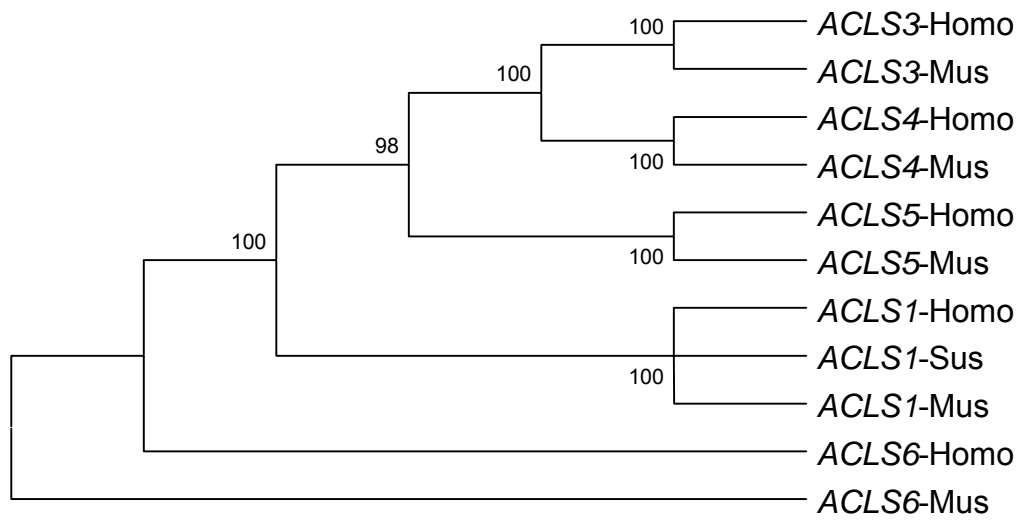 100
ACLS3-Homo
ACLS3-Mus
100
ACLS4-Homo
100
ACLS4-Mus
98
ACLS5-Homo
100
ACLS5-Mus
100
ACLS1-Homo
ACLS1-Sus
100
ACLS1-Mus
ACLS6-Homo
ACLS6-Mus